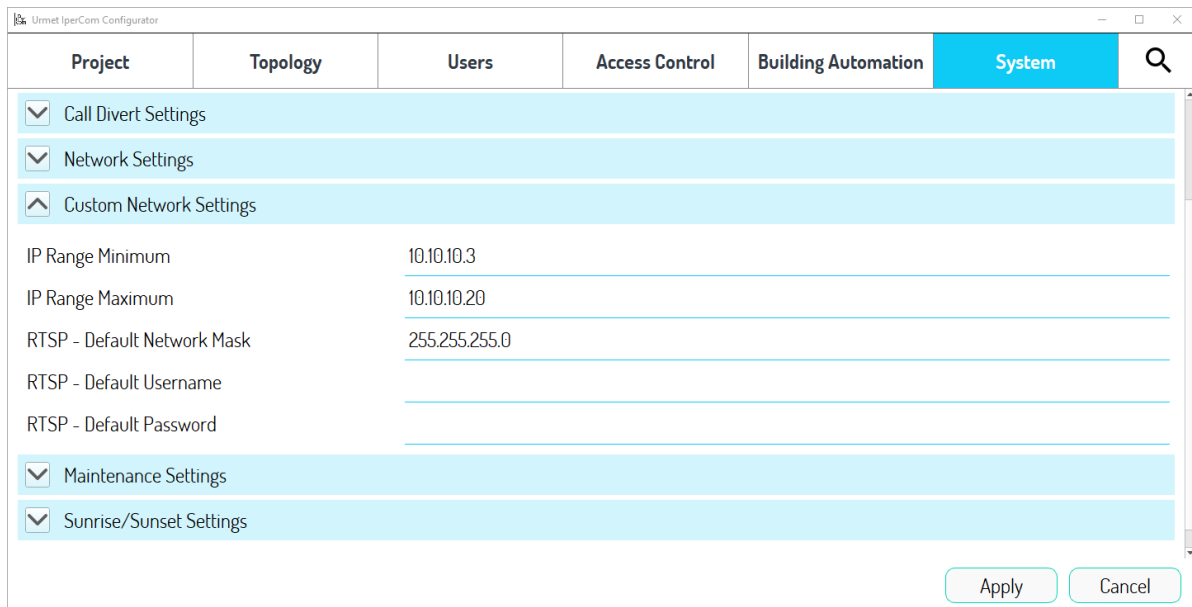 Urmet IperCom Configurator
Project Topology Users Access Control Building Automation System
Call Divert Settings
Network Settings
Custom Network Settings
IP Range Minimum 10.10.10.3
IP Range Maximum 10.10.10.20
RTSP - Default Network Mask 255.255.255.0
RTSP - Default Username
RTSP - Default Password
Maintenance Settings
Sunrise/Sunset Settings
Apply Cancel